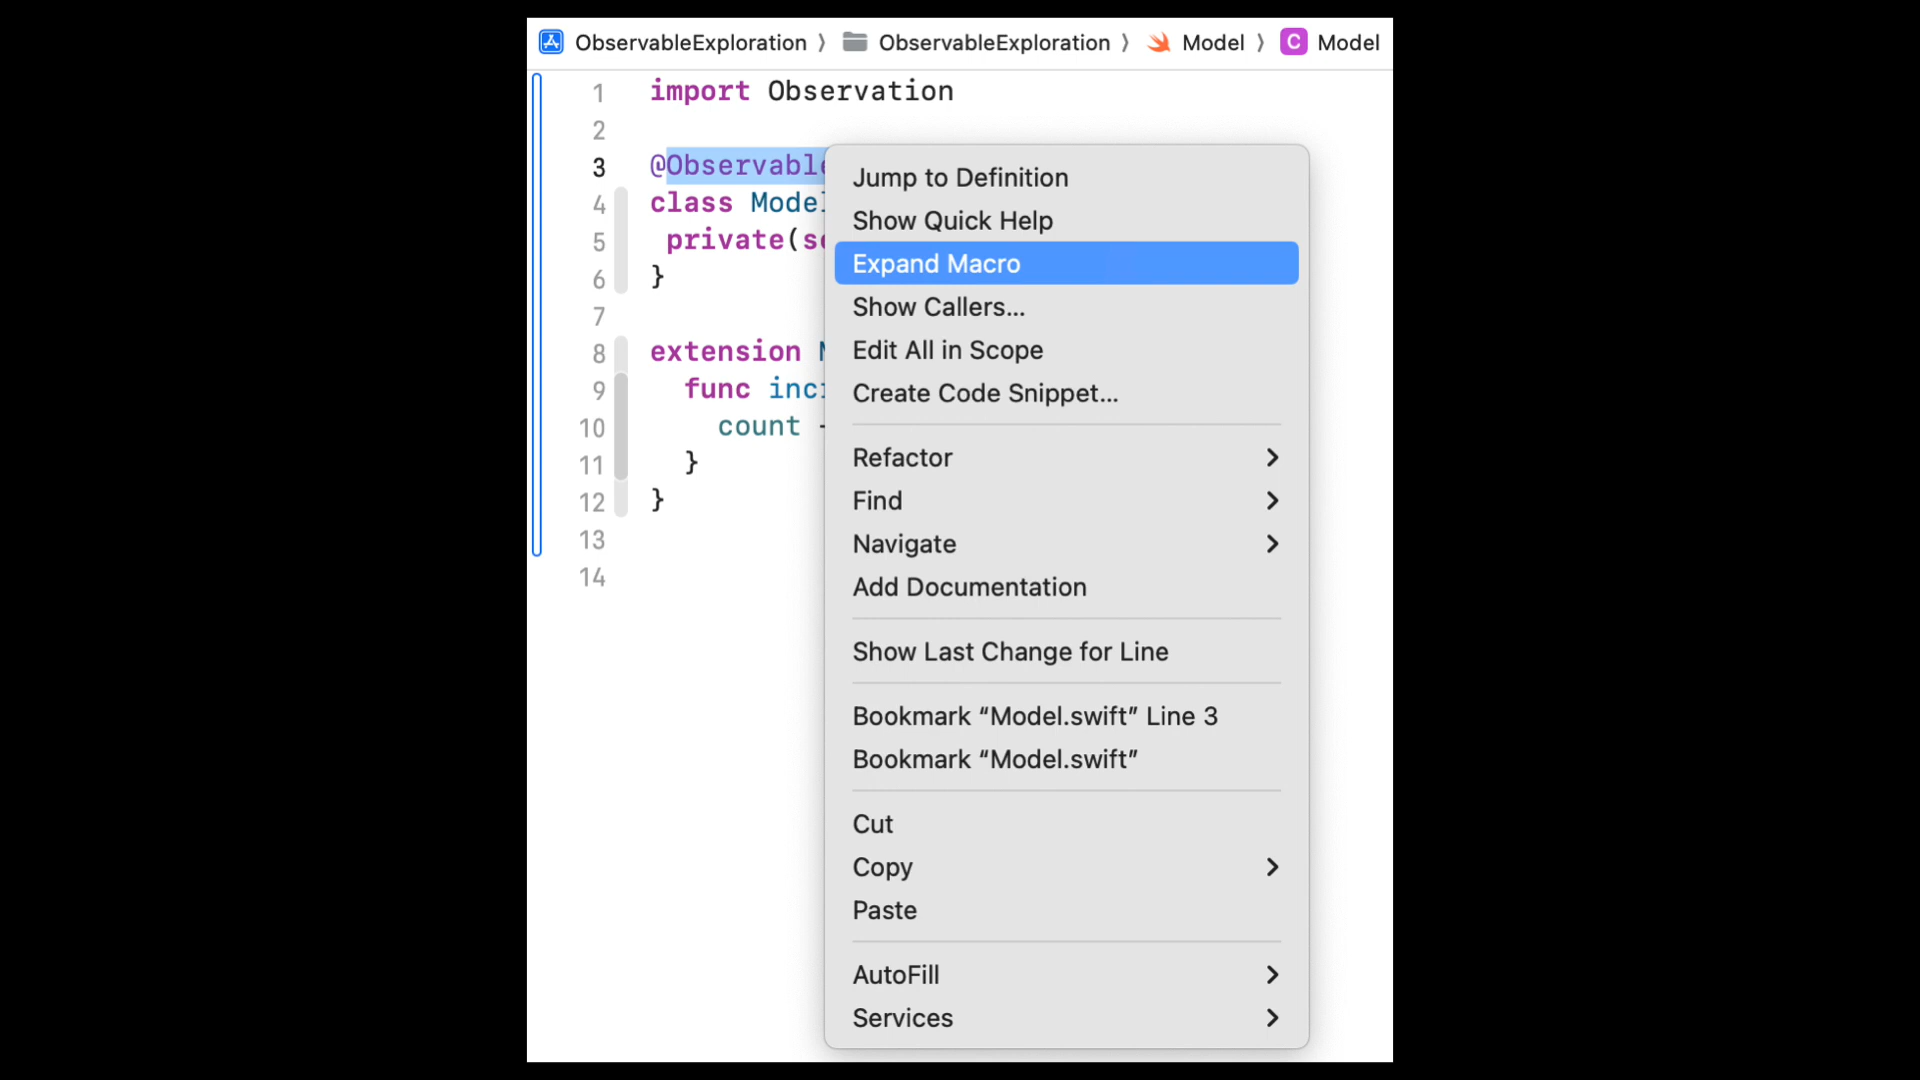 ObservableExploration 〉 ObservableExploration 〉 Model 〉 C Model
1 import Observation
2
3 @Observable
4 class Model
5 private(se
6 }
7
8 extension M
9 func incr
10 count +
11 }
12 }
13
14
Jump to Definition
Show Quick Help
Expand Macro
Show Callers...
Edit All in Scope
Create Code Snippet...
Refactor
Find
Navigate
Add Documentation
Show Last Change for Line
Bookmark “Model.swift” Line 3
Bookmark “Model.swift”
Cut
Copy
Paste
AutoFill
Services